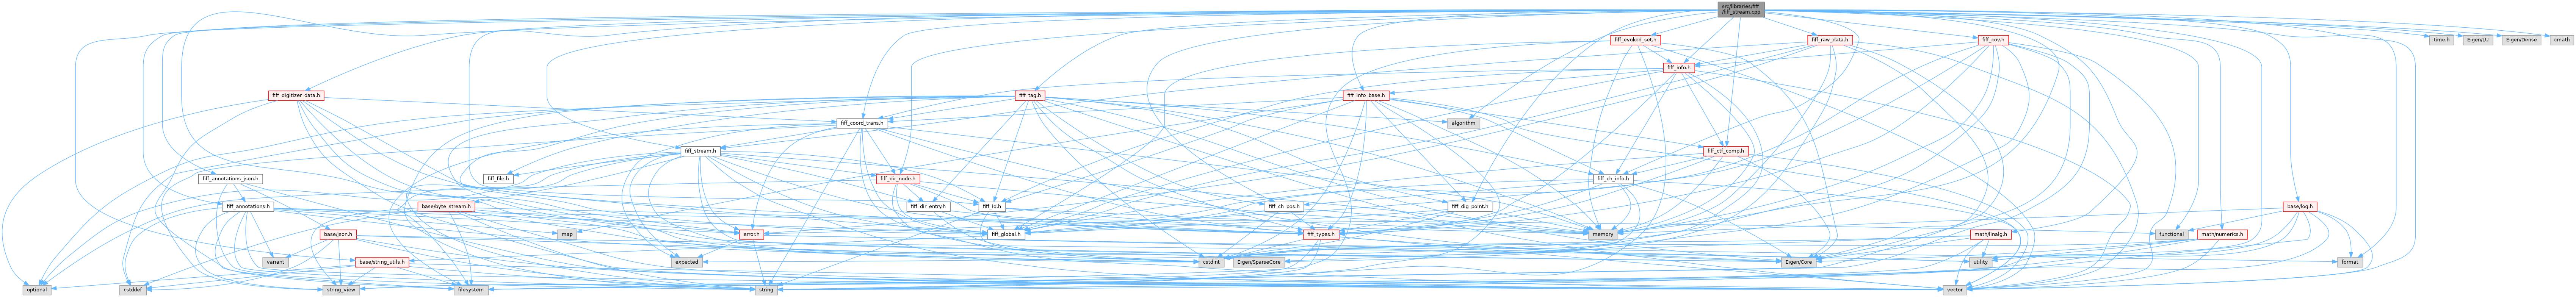 src/libraries/fiff
/fiff_stream.cpp
fiff_evoked_set.h
fiff_raw_data.h
fiff_cov.h
time.h
Eigen/LU
Eigen/Dense
cmath
fiff_info.h
fiff_digitizer_data.h
fiff_tag.h
fiff_info_base.h
fiff_coord_trans.h
algorithm
fiff_stream.h
fiff_ctf_comp.h
fiff_annotations_json.h
fiff_file.h
fiff_dir_node.h
fiff_ch_info.h
fiff_annotations.h
base/byte_stream.h
fiff_dir_entry.h
fiff_id.h
fiff_ch_pos.h
fiff_dig_point.h
base/log.h
base/json.h
map
error.h
fiff_global.h
fiff_types.h
memory
math/linalg.h
functional
math/numerics.h
variant
base/string_utils.h
expected
cstdint
Eigen/SparseCore
Eigen/Core
utility
format
optional
cstddef
string_view
filesystem
string
vector